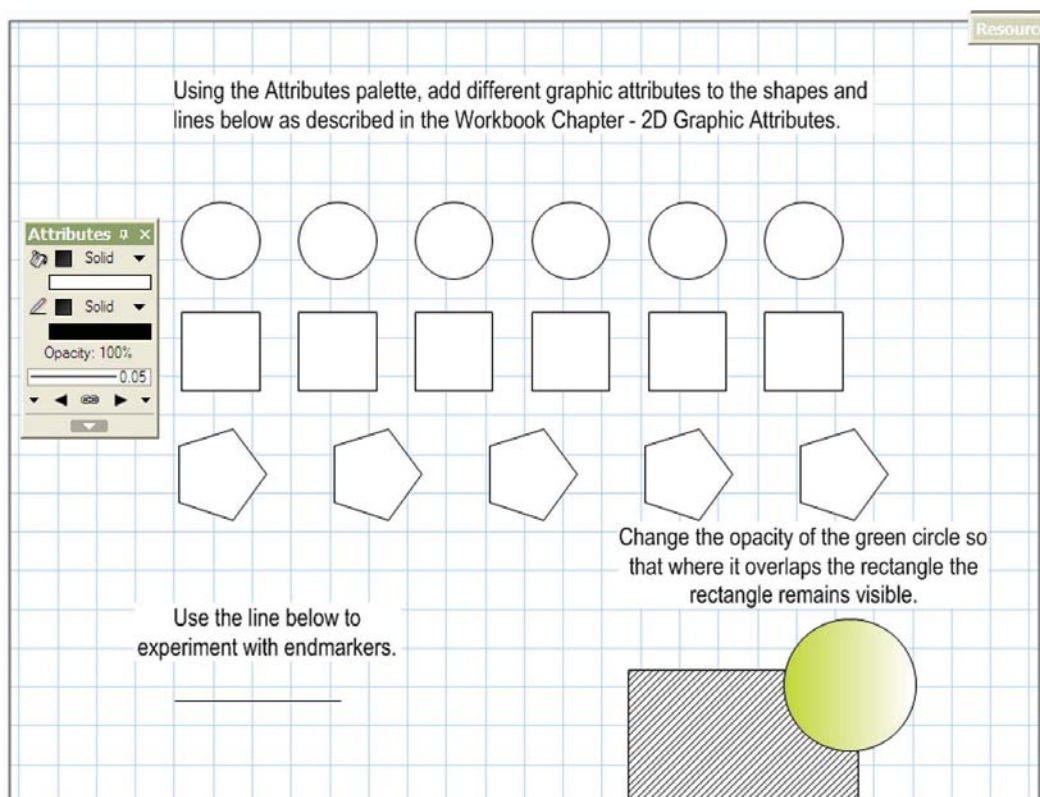 Resourc
Using the Attributes palette, add different graphic attributes to the shapes and
lines below as described in the Workbook Chapter - 2D Graphic Attributes.
Attributes
Solid
Solid
Opacity: 100%
0.05
Change the opacity of the green circle so
that where it overlaps the rectangle the
rectangle remains visible.
Use the line below to
experiment with endmarkers.